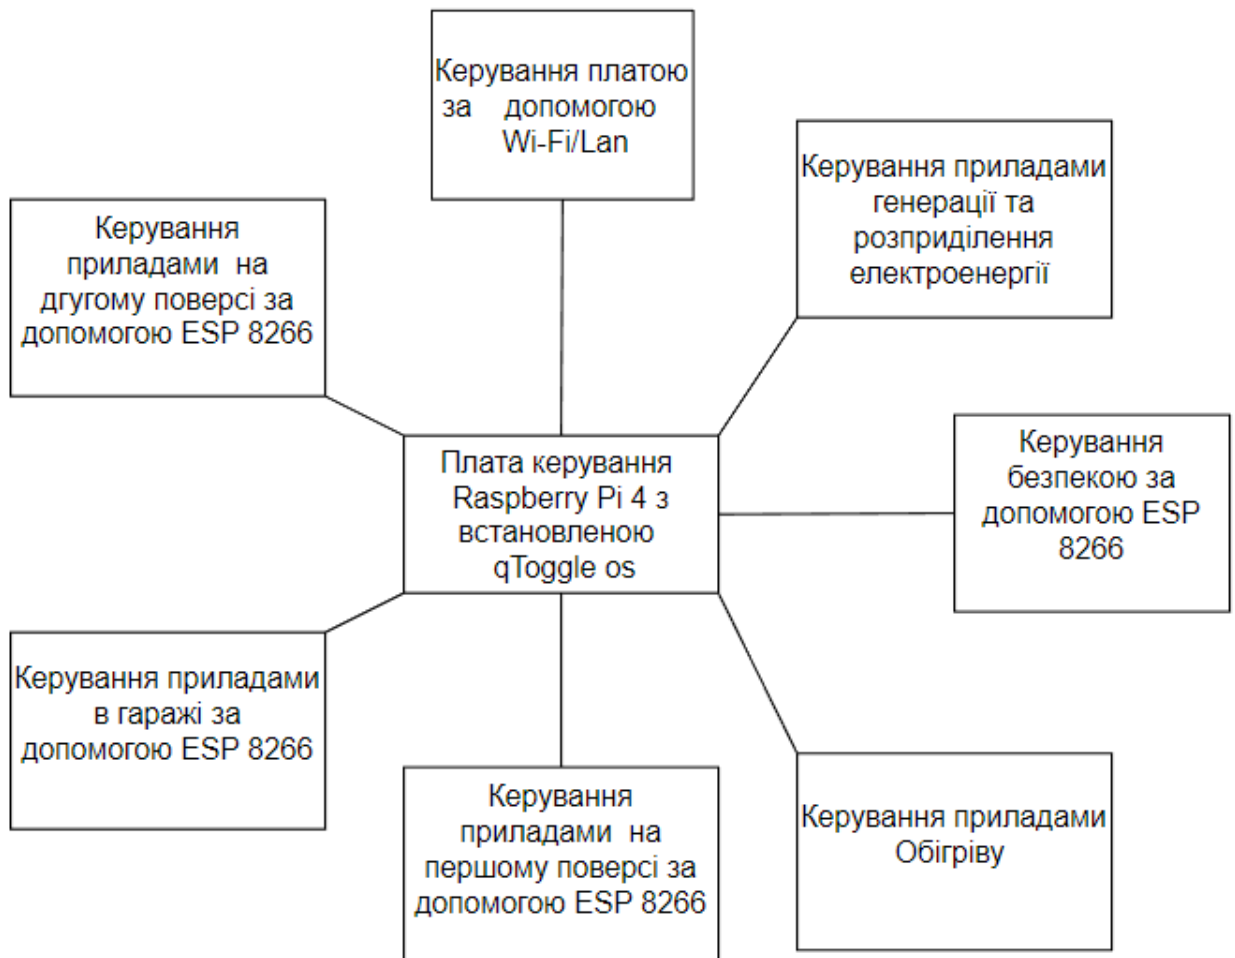 Керування платою
за допомогою
Wi-Fi/Lan
Керування приладами
генерації та
розприділення
електроенергії
Керування
приладами на
дгугому поверсі за
допомогою ESP 8266
Керування
безпекою за
допомогою ESP
8266
Плата керування
Raspberry Pi 4 з
встановленою
qToggle os
Керування приладами
в гаражі за
допомогою ESP 8266
Керування
приладами на
першому поверсі за
допомогою ESP 8266
Керування приладами
Обігріву